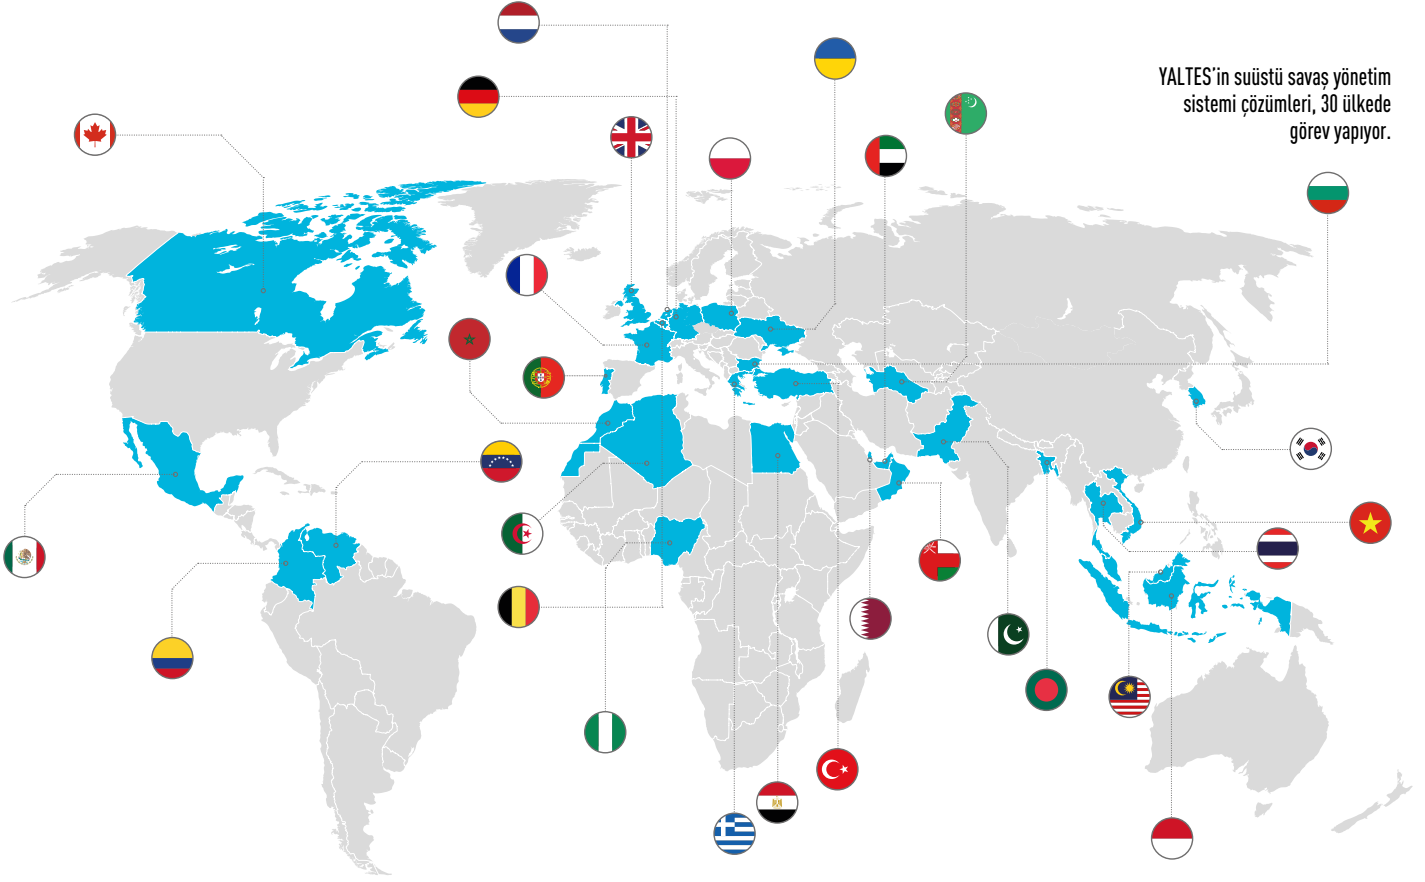 YALTES'in suüstü savaş yönetim
sistemi çözümleri, 30 ülkede
görev yapıyor.